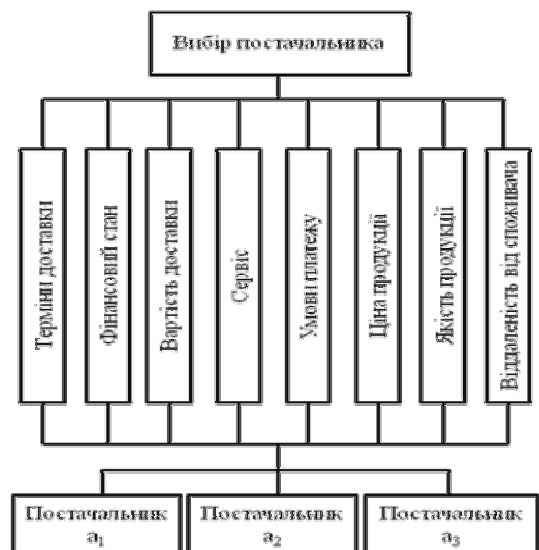 Вибір постачальника
Терміни доставки
Фінансовий стан
Вартість доставки
Сервіс
Умови платежу
Ціна продукції
Якість продукції
Віддаленість від споживача
Постачальник
a₁
Постачальник
a₂
Постачальник
a₃